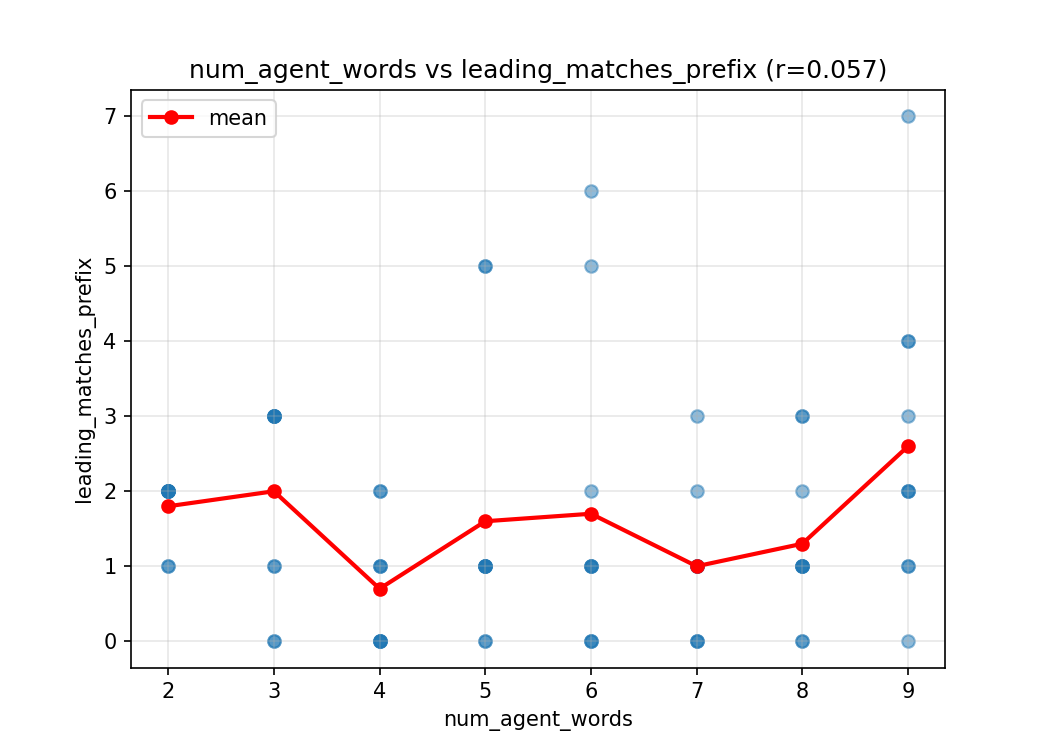 num_agent_words vs leading_matches_prefix (r=0.057)
mean
7
6
5
4
3
2
1
0
leading_matches_prefix
2 3 4 5 6 7 8 9
num_agent_words